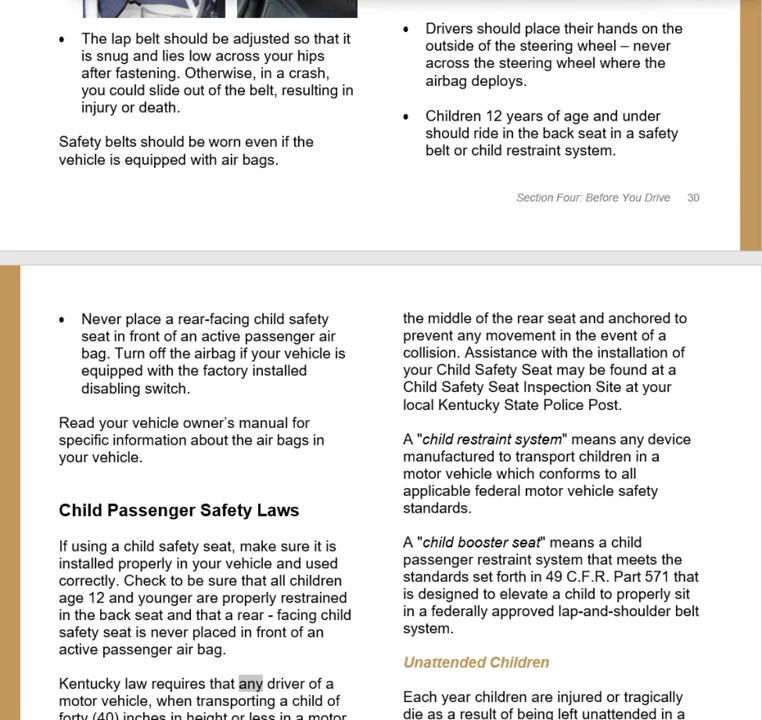 • The lap belt should be adjusted so that it
is snug and lies low across your hips
after fastening. Otherwise, in a crash,
you could slide out of the belt, resulting in
injury or death.
Safety belts should be worn even if the
vehicle is equipped with air bags.
• Drivers should place their hands on the
outside of the steering wheel – never
across the steering wheel where the
airbag deploys.
• Children 12 years of age and under
should ride in the back seat in a safety
belt or child restraint system.
Section Four: Before You Drive 30
• Never place a rear-facing child safety
seat in front of an active passenger air
bag. Turn off the airbag if your vehicle is
equipped with the factory installed
disabling switch.
Read your vehicle owner's manual for
specific information about the air bags in
your vehicle.
Child Passenger Safety Laws
If using a child safety seat, make sure it is
installed properly in your vehicle and used
correctly. Check to be sure that all children
age 12 and younger are properly restrained
in the back seat and that a rear - facing child
safety seat is never placed in front of an
active passenger air bag.
Kentucky law requires that any driver of a
motor vehicle, when transporting a child of
forty (40) inches in height or less in a motor
the middle of the rear seat and anchored to
prevent any movement in the event of a
collision. Assistance with the installation of
your Child Safety Seat may be found at a
Child Safety Seat Inspection Site at your
local Kentucky State Police Post.
A "child restraint system" means any device
manufactured to transport children in a
motor vehicle which conforms to all
applicable federal motor vehicle safety
standards.
A "child booster seat" means a child
passenger restraint system that meets the
standards set forth in 49 C.F.R. Part 571 that
is designed to elevate a child to properly sit
in a federally approved lap-and-shoulder belt
system.
Unattended Children
Each year children are injured or tragically
die as a result of being left unattended in a